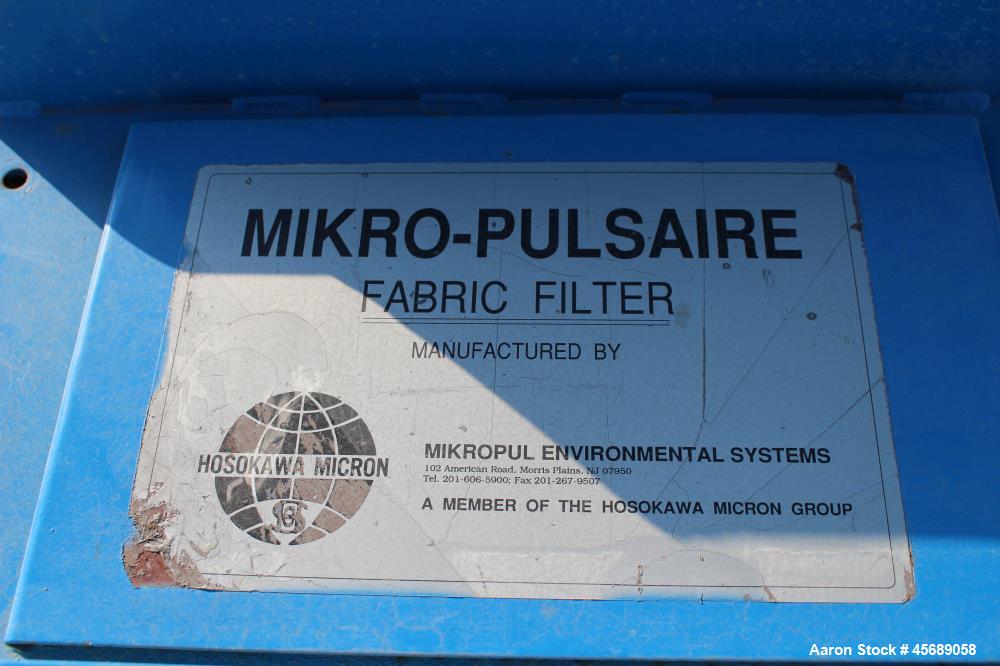 MIKRO-PULSAIRE
FABRIC FILTER
MANUFACTURED BY
HOSOKAWA MICRON
MIKROPUL ENVIRONMENTAL SYSTEMS
102 American Road, Morris Plains, NJ 07950
Tel. 201-606-5900; Fax 201-267-9507
A MEMBER OF THE HOSOKAWA MICRON GROUP
Aaron Stock # 45689058